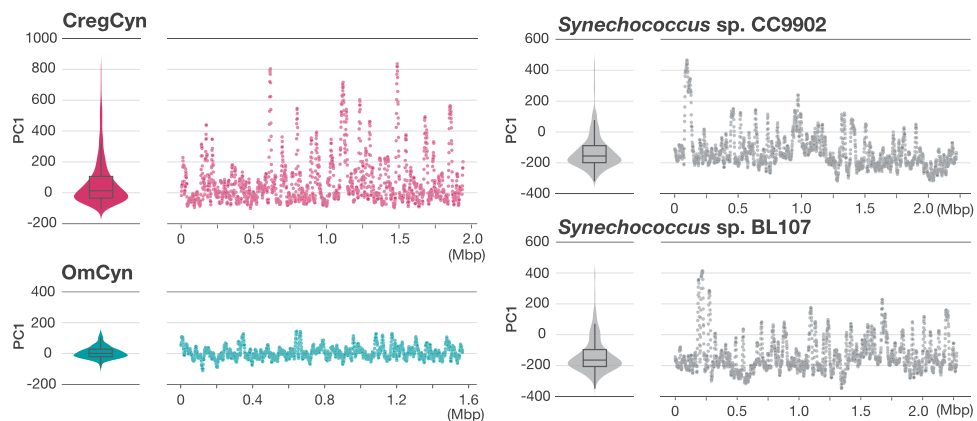 CregCyn
1000
800
600
400
200
0
-200
PC1
0 0.5 1.0 1.5 2.0
(Mbp)
OmCyn
400
200
0
-200
PC1
0 0.4 0.8 1.2 1.6
(Mbp)
Synechococcus sp. CC9902
600
400
200
0
-200
-400
PC1
0 0.5 1.0 1.5 2.0 (Mbp)
Synechococcus sp. BL107
600
400
200
0
-200
-400
PC1
0 0.5 1.0 1.5 2.0 (Mbp)